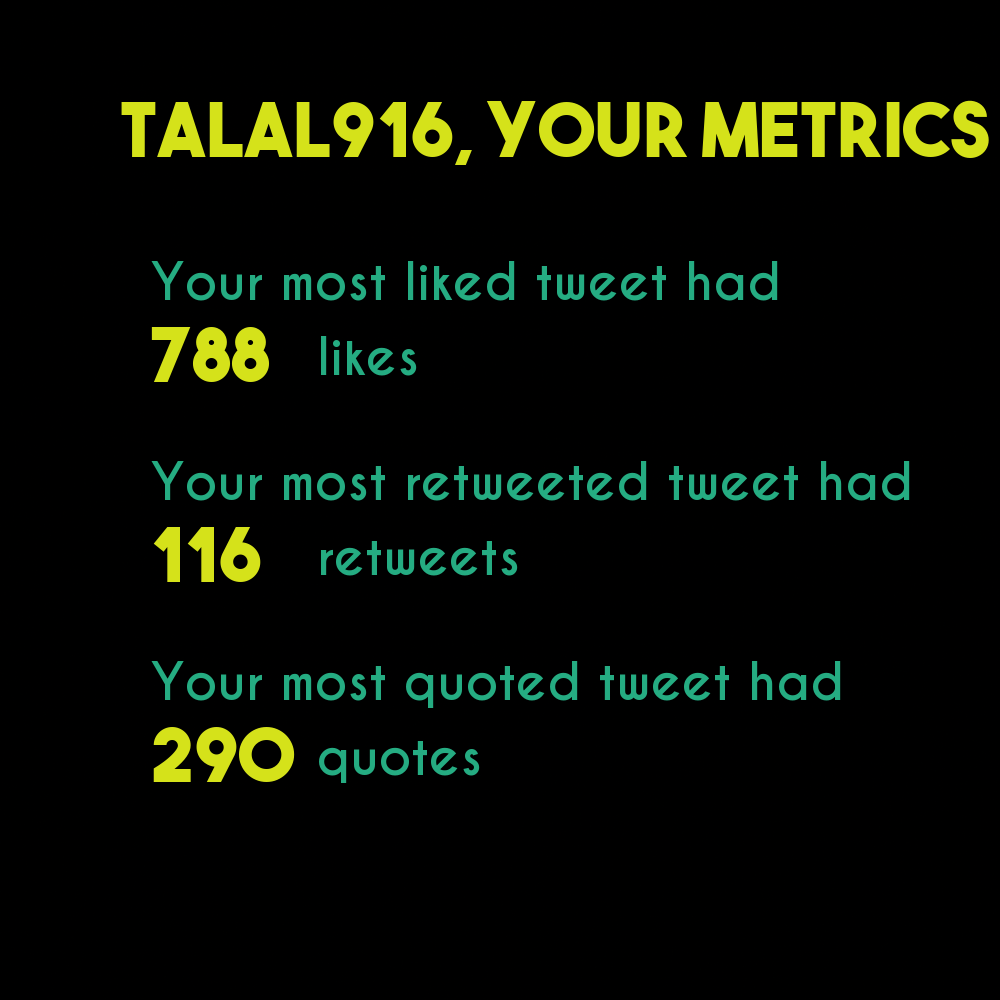 TALAL916, YOUR METRICS
Your most liked tweet had
788 likes
Your most retweeted tweet had
116 retweets
Your most quoted tweet had
290 quotes